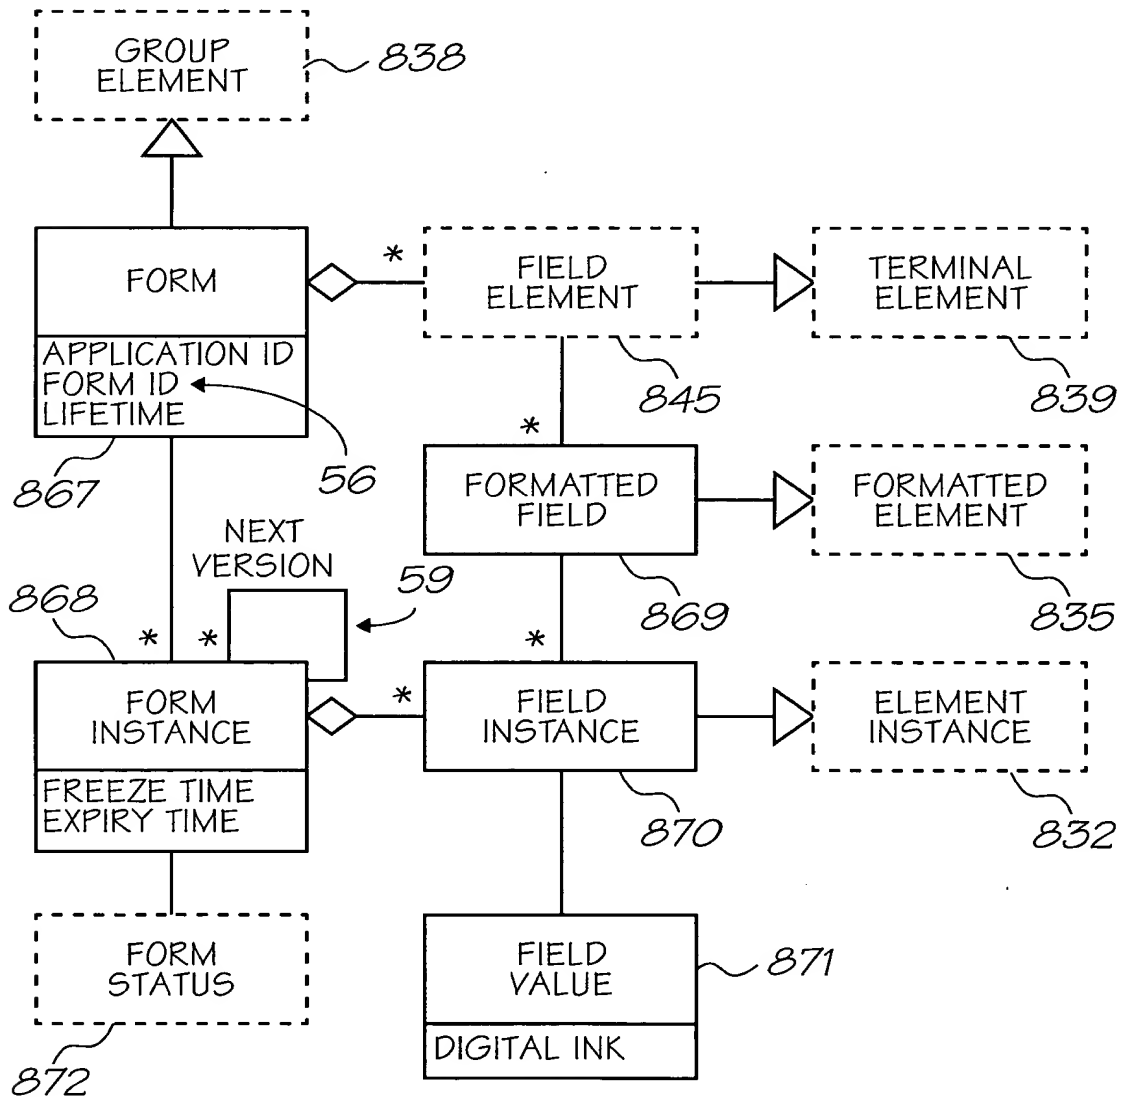 GROUP
ELEMENT
838
FORM
APPLICATION ID
FORM ID
LIFETIME
867
56
*
FIELD
ELEMENT
845
TERMINAL
ELEMENT
839
*
FORMATTED
FIELD
869
FORMATTED
ELEMENT
835
NEXT
VERSION
59
868
*
*
FORM
INSTANCE
FREEZE TIME
EXPIRY TIME
*
*
FIELD
INSTANCE
870
ELEMENT
INSTANCE
832
FORM
STATUS
872
FIELD
VALUE
DIGITAL INK
871